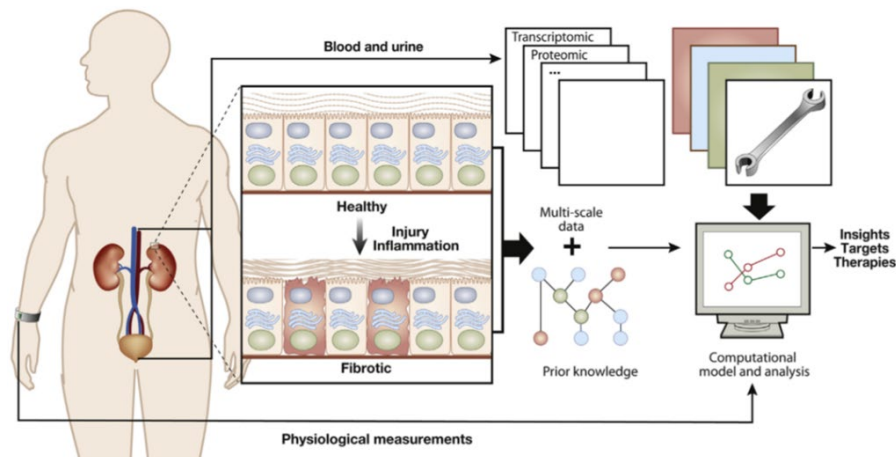 Blood and urine
Transcriptomic
Proteomic
...
Healthy
Injury
Inflammation
Fibrotic
Multi-scale
data
+
Prior knowledge
Insights
Targets
Therapies
Computational
model and analysis
Physiological measurements